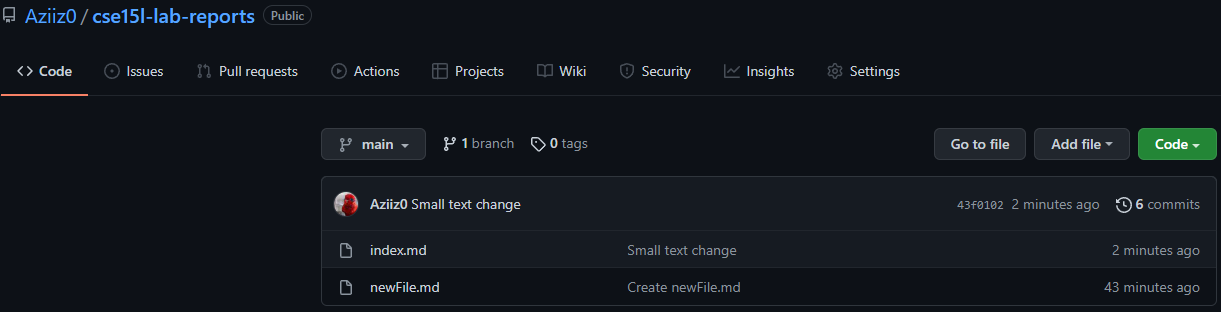 Aziiz0 / cse15l-lab-reports Public
Code Issues Pull requests Actions Projects Wiki Security Insights Settings
main 1 branch 0 tags Go to file Add file Code
Aziiz0 Small text change 43f0102 2 minutes ago 6 commits
index.md Small text change 2 minutes ago
newFile.md Create newFile.md 43 minutes ago